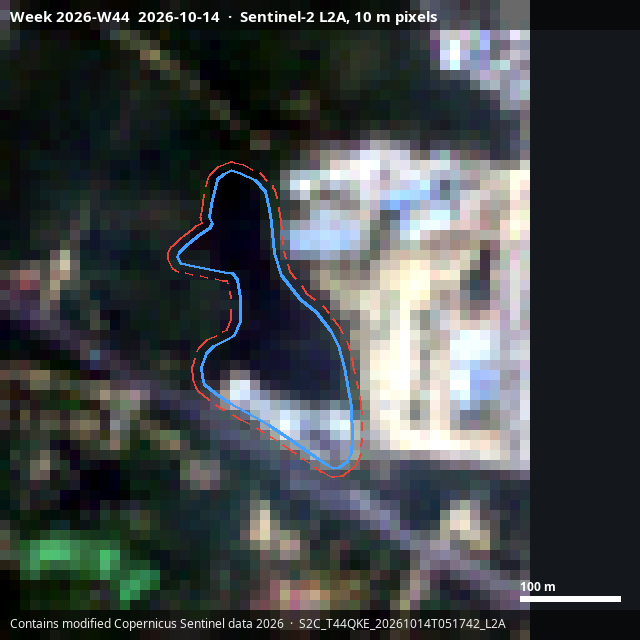 Week 2026-W44 2026-10-14 · Sentinel-2 L2A, 10 m pixels
100 m
Contains modified Copernicus Sentinel data 2026 · S2C_T44QKE_20261014T051742_L2A